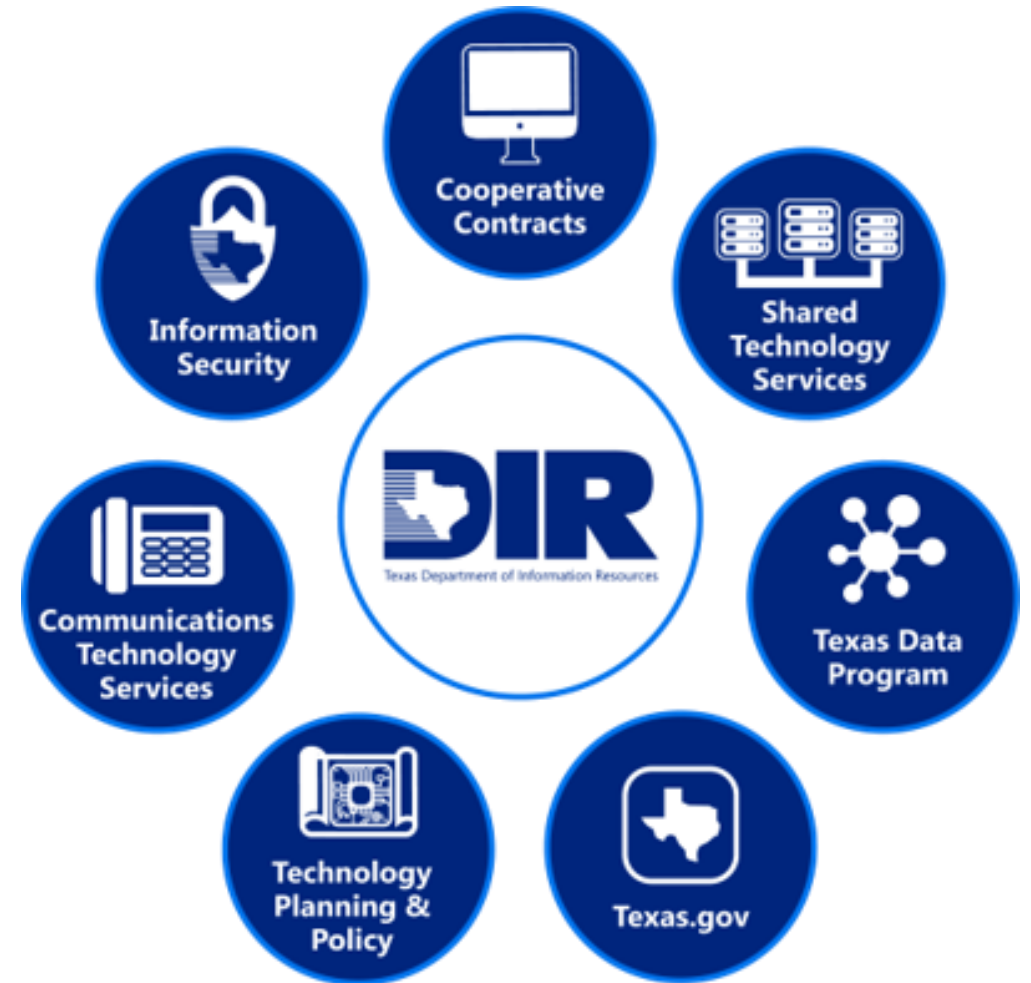 Cooperative
Contracts
Shared
Technology
Services
Texas Data
Program
Texas.gov
Technology
Planning &
Policy
Communications
Technology
Services
Information
Security
DIR
Texas Department of Information Resources